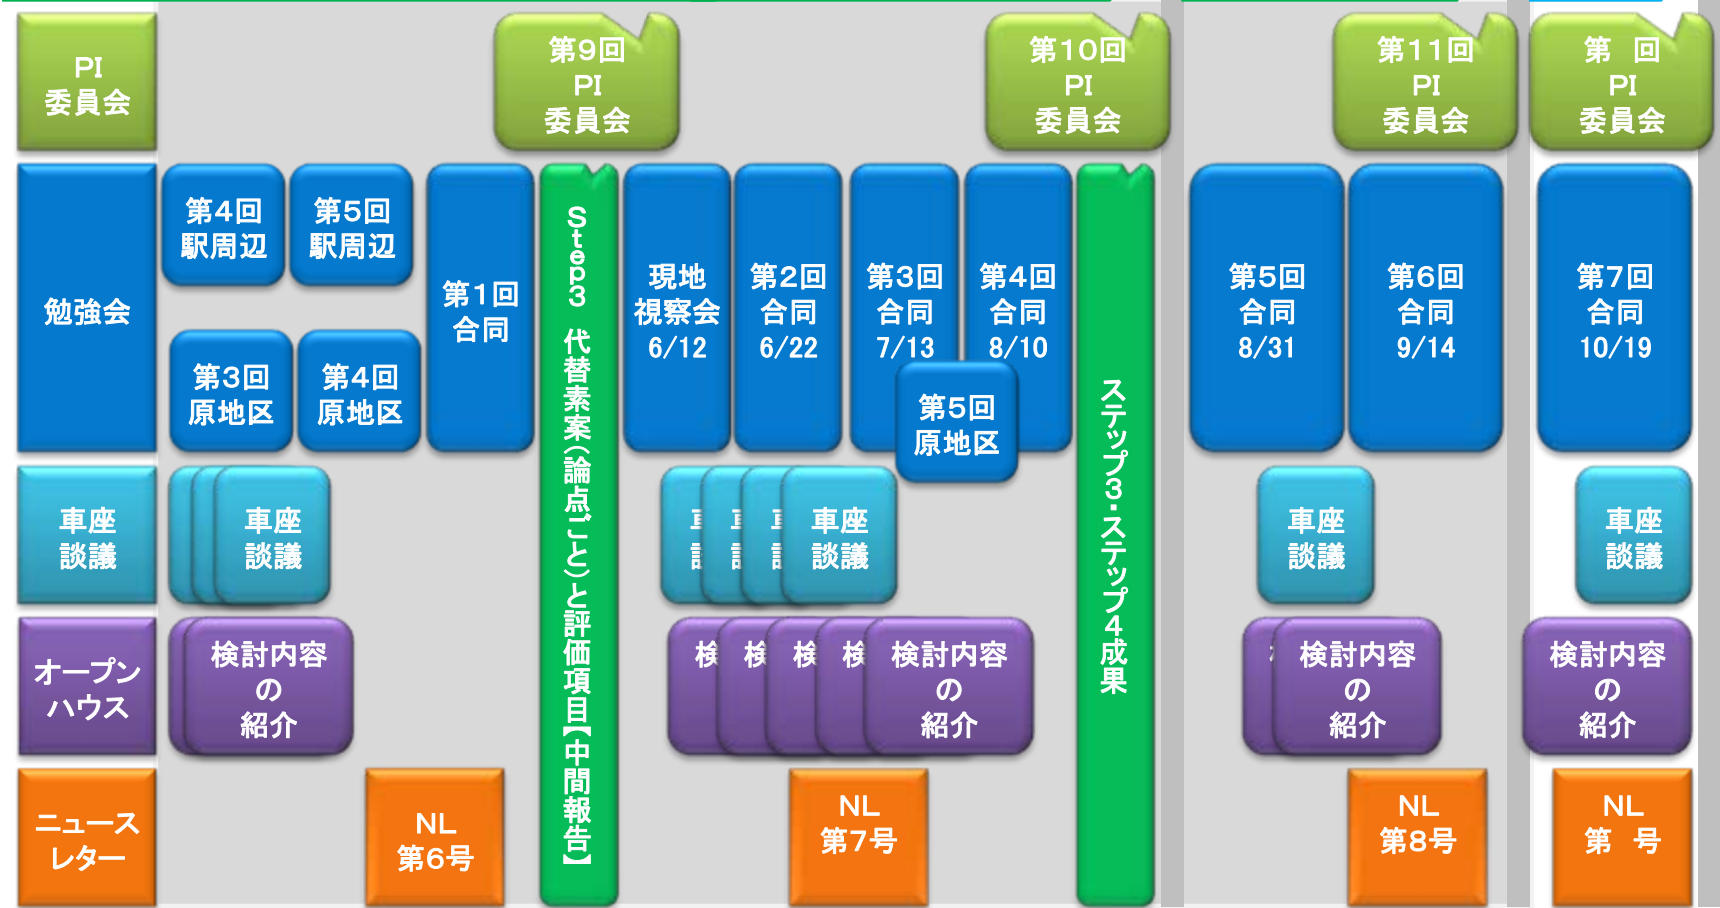 PI
委員会
第9回
PI
委員会
第10回
PI
委員会
第11回
PI
委員会
第　回
PI
委員会
勉強会
第4回
駅周辺
第5回
駅周辺
第3回
原地区
第4回
原地区
第1回
合同
Step3 代替素案(論点ごと)と評価項目【中間報告】
現地
視察会
6/12
第2回
合同
6/22
第3回
合同
7/13
第4回
合同
8/10
第5回
原地区
ステップ3・ステップ4成果
第5回
合同
8/31
第6回
合同
9/14
第7回
合同
10/19
車座
談議
車座
談議
車座
談議
車座
談議
車座
談議
オープン
ハウス
検討内容
の
紹介
検
検
検
検
検討内容
の
紹介
検討内容
の
紹介
検討内容
の
紹介
ニュース
レター
NL
第6号
NL
第7号
NL
第8号
NL
第　号